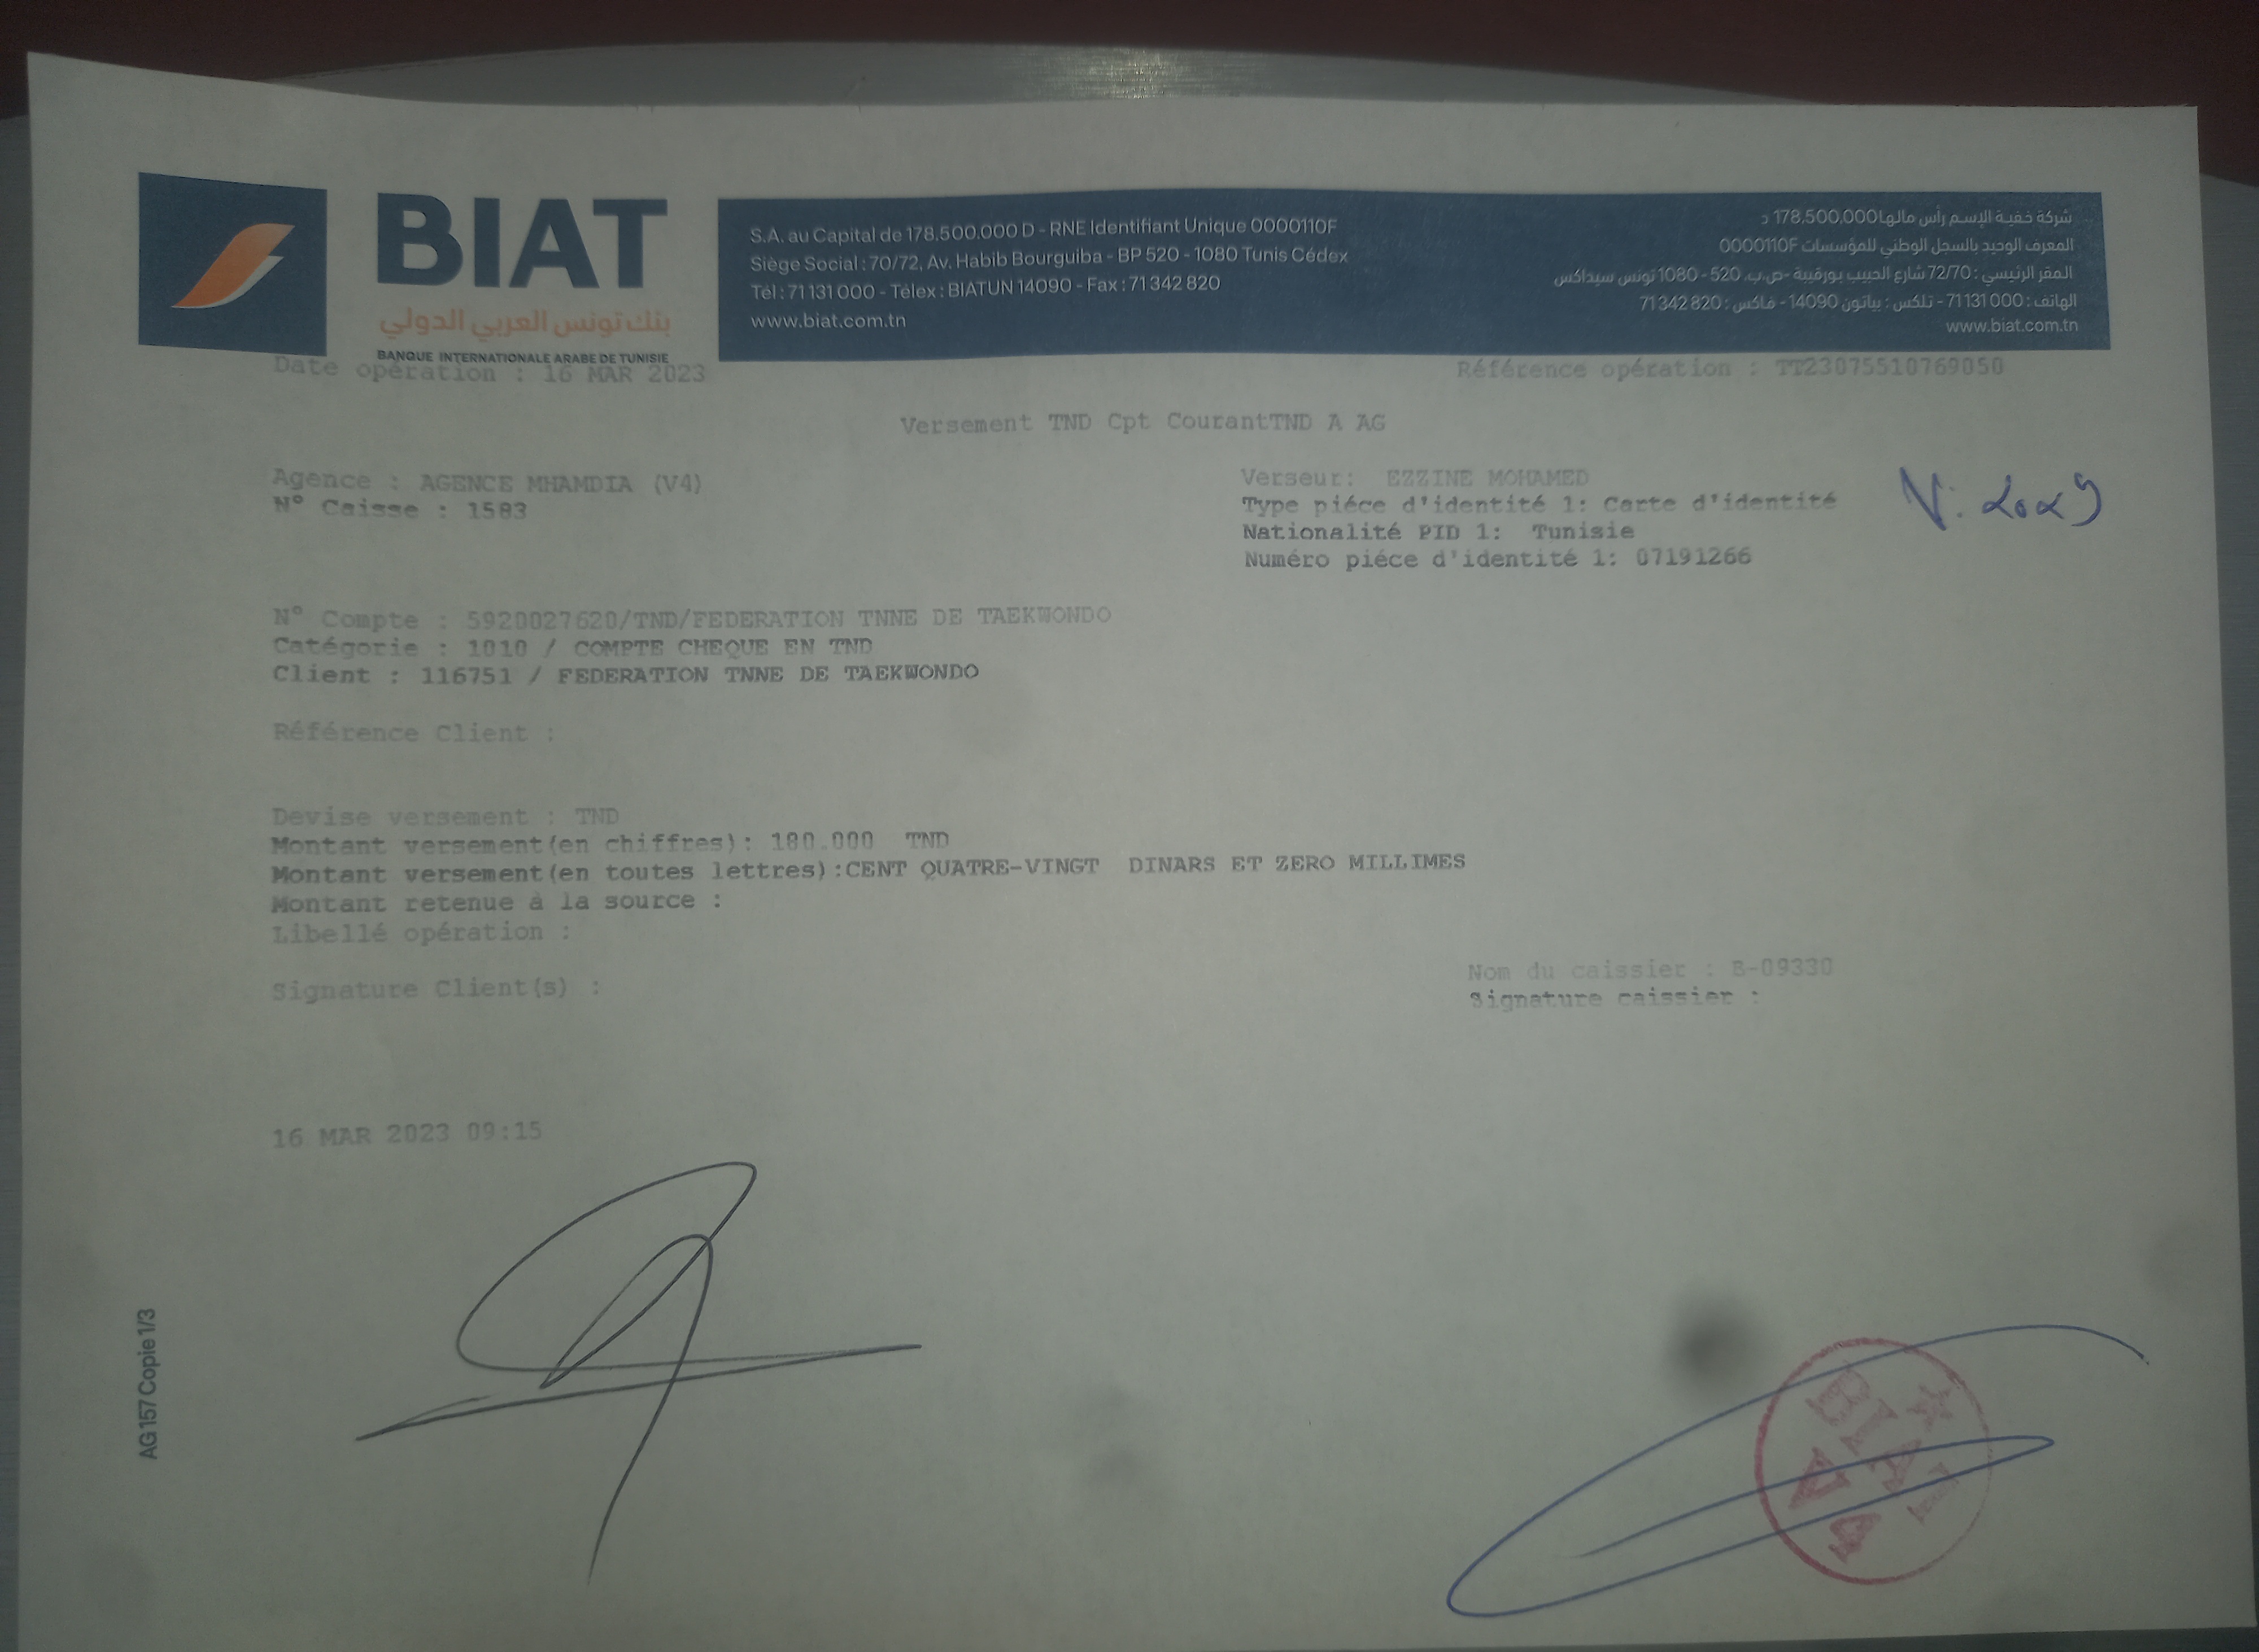 BIAT
بنك تونس العربي الدولي
BANQUE INTERNATIONALE ARABE DE TUNISIE
S.A. au Capital de 178.500.000 D - RNE Identifiant Unique 0000110F
Siège Social : 70/72, Av. Habib Bourguiba - BP 520 - 1080 Tunis Cédex
Tél : 71 131 000 - Télex : BIATUN 14090 - Fax : 71 342 820
www.biat.com.tn
شركة خفية الإسم رأس مالها 178.500.000 د
المعرف الوحيد بالسجل الوطني للمؤسسات 0000110F
المقر الرئيسي : 72/70 شارع الحبيب بورقيبة -ص.ب. 520 - 1080 تونس سيداكس
الهاتف : 71 131 000 - تلكس : بياتون 14090 - فاكس : 71 342 820
www.biat.com.tn
Date opération : 16 MAR 2023
Référence opération : TT23075510769050
Versement TND Cpt CourantTND A AG
Agence : AGENCE MHAMDIA (V4)
N° Caisse : 1583
Verseur: EZZINE MOHAMED
Type piéce d'identité 1: Carte d'identité
Nationalité PID 1: Tunisie
Numéro piéce d'identité 1: 07191266
N° Compte : 5920027620/TND/FEDERATION TNNE DE TAEKWONDO
Catégorie : 1010 / COMPTE CHEQUE EN TND
Client : 116751 / FEDERATION TNNE DE TAEKWONDO
Référence Client :
Devise versement : TND
Montant versement(en chiffres): 180.000 TND
Montant versement(en toutes lettres):CENT QUATRE-VINGT DINARS ET ZERO MILLIMES
Montant retenue à la source :
Libellé opération :
Signature Client(s) :
Nom du caissier : B-09330
Signature caissier :
16 MAR 2023 09:15
AG 157 Copie 1/3
BIAT